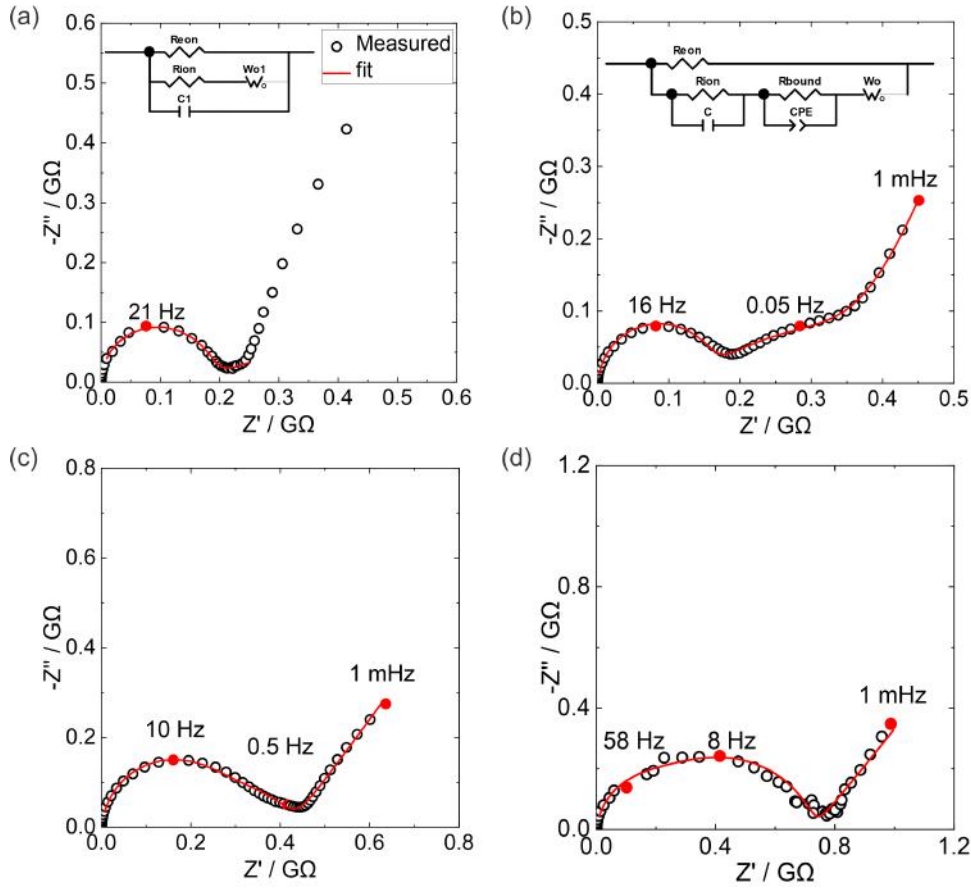 (a)
0.6
0.5
0.4
0.3
0.2
0.1
0.0
-Z'' / GΩ
Reon
Rion
Wo1
C1
Measured
fit
21 Hz
0.0 0.1 0.2 0.3 0.4 0.5 0.6
Z' / GΩ
(b)
-0.5
0.4
0.3
0.2
0.1
0.0
-Z'' / GΩ
Reon
Rion
Rbound
Wo
C
CPE
1 mHz
16 Hz
0.05 Hz
0.0 0.1 0.2 0.3 0.4 0.5
Z' / GΩ
(c)
0.8
0.6
0.4
0.2
0.0
-Z'' / GΩ
1 mHz
10 Hz
0.5 Hz
0.0 0.2 0.4 0.6 0.8
Z' / GΩ
(d)
1.2
0.8
0.4
0.0
-Z'' / GΩ
1 mHz
58 Hz
8 Hz
0.0 0.4 0.8 1.2
Z' / GΩ